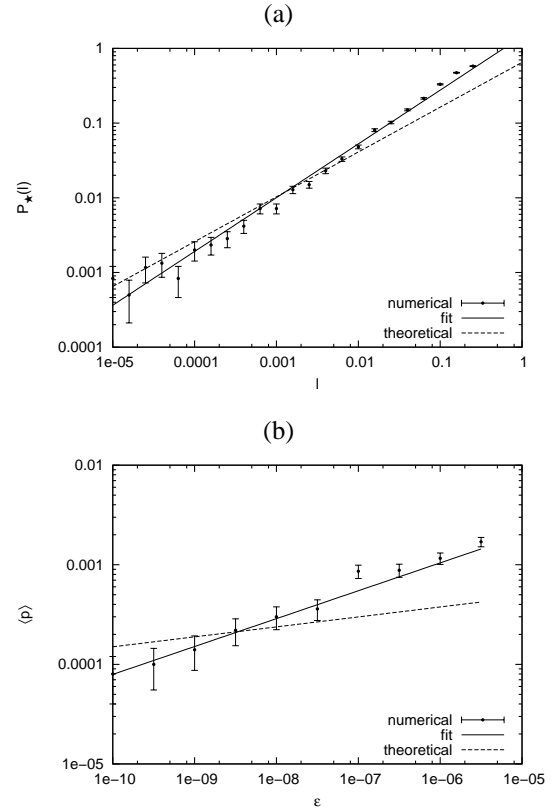 (a)
1
0.1
0.01
0.001
0.0001
P★(l)
numerical
fit
theoretical
1e-05 0.0001 0.001 0.01 0.1 1
l
(b)
0.01
0.001
0.0001
1e-05
⟨p⟩
numerical
fit
theoretical
1e-10 1e-09 1e-08 1e-07 1e-06 1e-05
ε